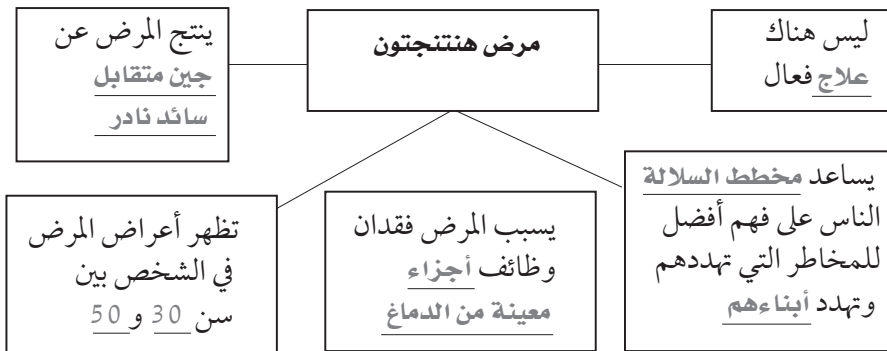 مرض هنتنجتون
ليس هناك
علاج فعال
ينتج المرض عن
جين متقابل
سائد نادر
يساعد مخطط السلالة
الناس على فهم أفضل
للمخاطر التي تهددهم
وتهدد أبناءهم
يسبب المرض فقدان
وظائف أجزاء
معينة من الدماغ
تظهر أعراض المرض
في الشخص بين
سن 30 و 50